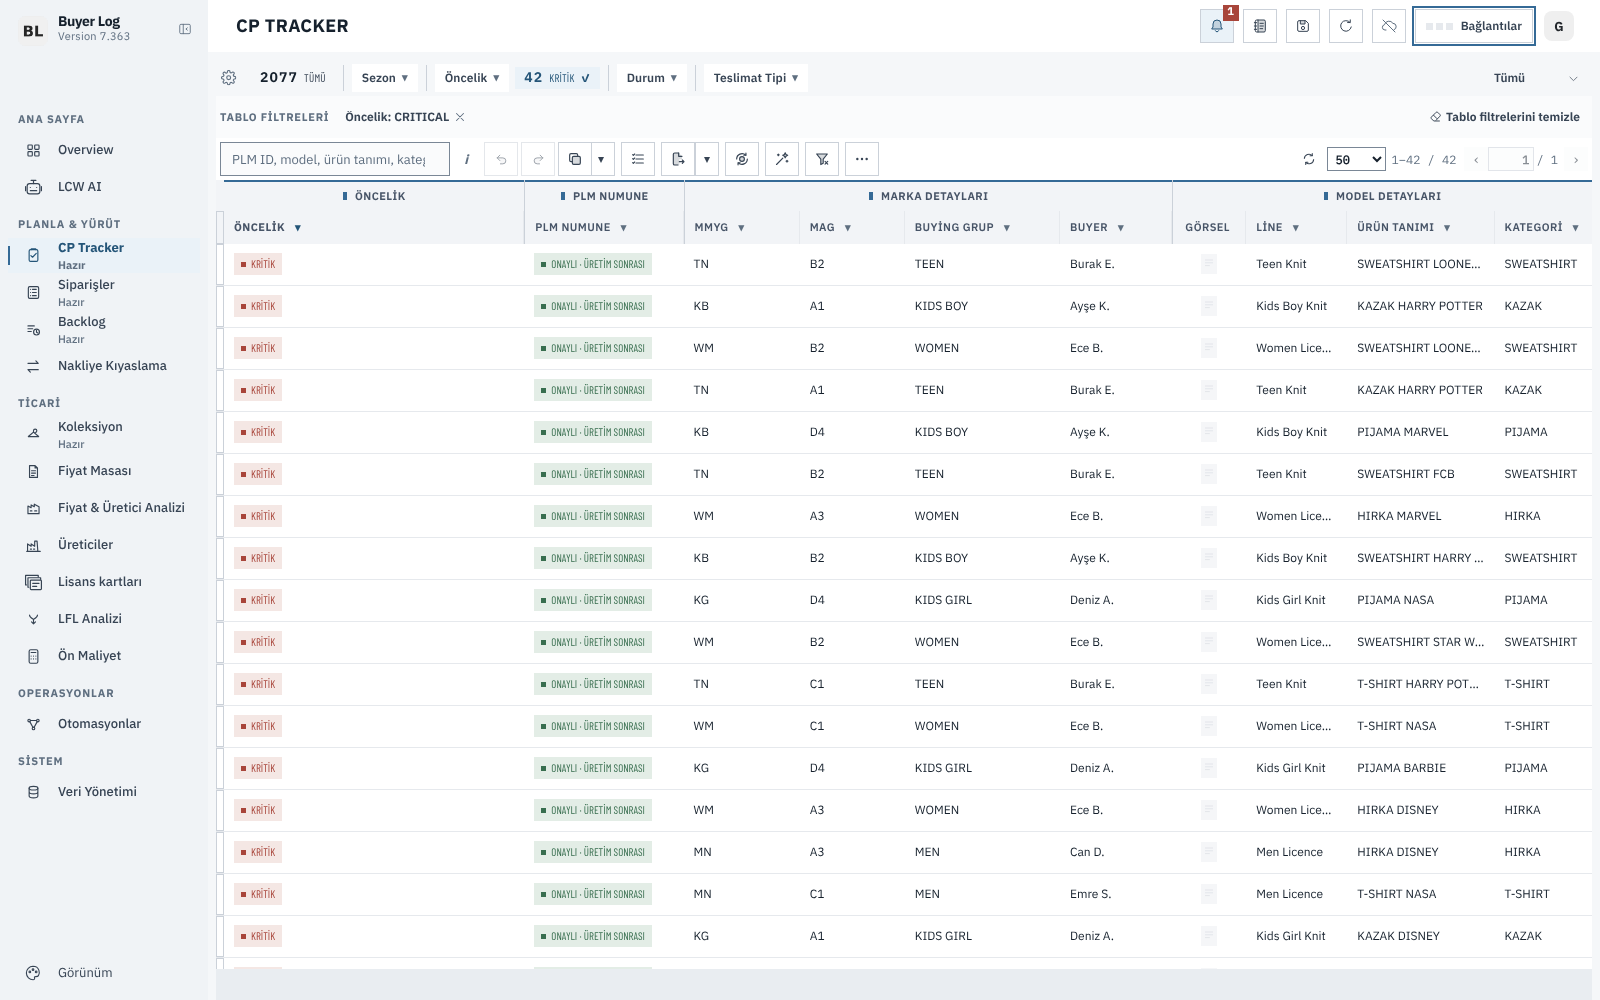 BL
Buyer Log
Version 7.363
ANA SAYFA
Overview
LCW AI
PLANLA & YÜRÜT
CP Tracker
Hazır
Siparişler
Hazır
Backlog
Hazır
Nakliye Kıyaslama
TİCARİ
Koleksiyon
Hazır
Fiyat Masası
Fiyat & Üretici Analizi
Üreticiler
Lisans kartları
LFL Analizi
Ön Maliyet
OPERASYONLAR
Otomasyonlar
SİSTEM
Veri Yönetimi
Görünüm
CP TRACKER
1
Bağlantılar
G
2077 TÜMÜ
Sezon ▾
Öncelik ▾
42 KRİTİK ✓
Durum ▾
Teslimat Tipi ▾
Tümü
TABLO FİLTRELERİ Öncelik: CRITICAL ×
Tablo filtrelerini temizle
PLM ID, model, ürün tanımı, kateg
i
50 1–42 / 42 ‹ 1 / 1 ›
ÖNCELİK PLM NUMUNE MARKA DETAYLARI MODEL DETAYLARI
ÖNCELİK ▼ PLM NUMUNE ▼ MMYG ▼ MAG ▼ BUYİNG GRUP ▼ BUYER ▼ GÖRSEL LİNE ▼ ÜRÜN TANIMI ▼ KATEGORİ ▼
KRİTİK ONAYLI · ÜRETİM SONRASI TN B2 TEEN Burak E. Teen Knit SWEATSHIRT LOONE... SWEATSHIRT
KRİTİK ONAYLI · ÜRETİM SONRASI KB A1 KIDS BOY Ayşe K. Kids Boy Knit KAZAK HARRY POTTER KAZAK
KRİTİK ONAYLI · ÜRETİM SONRASI WM B2 WOMEN Ece B. Women Lice... SWEATSHIRT LOONE... SWEATSHIRT
KRİTİK ONAYLI · ÜRETİM SONRASI TN A1 TEEN Burak E. Teen Knit KAZAK HARRY POTTER KAZAK
KRİTİK ONAYLI · ÜRETİM SONRASI KB D4 KIDS BOY Ayşe K. Kids Boy Knit PIJAMA MARVEL PIJAMA
KRİTİK ONAYLI · ÜRETİM SONRASI TN B2 TEEN Burak E. Teen Knit SWEATSHIRT FCB SWEATSHIRT
KRİTİK ONAYLI · ÜRETİM SONRASI WM A3 WOMEN Ece B. Women Lice... HIRKA MARVEL HIRKA
KRİTİK ONAYLI · ÜRETİM SONRASI KB B2 KIDS BOY Ayşe K. Kids Boy Knit SWEATSHIRT HARRY ... SWEATSHIRT
KRİTİK ONAYLI · ÜRETİM SONRASI KG D4 KIDS GIRL Deniz A. Kids Girl Knit PIJAMA NASA PIJAMA
KRİTİK ONAYLI · ÜRETİM SONRASI WM B2 WOMEN Ece B. Women Lice... SWEATSHIRT STAR W... SWEATSHIRT
KRİTİK ONAYLI · ÜRETİM SONRASI TN C1 TEEN Burak E. Teen Knit T-SHIRT HARRY POT... T-SHIRT
KRİTİK ONAYLI · ÜRETİM SONRASI WM C1 WOMEN Ece B. Women Lice... T-SHIRT NASA T-SHIRT
KRİTİK ONAYLI · ÜRETİM SONRASI KG D4 KIDS GIRL Deniz A. Kids Girl Knit PIJAMA BARBIE PIJAMA
KRİTİK ONAYLI · ÜRETİM SONRASI WM A3 WOMEN Ece B. Women Lice... HIRKA DISNEY HIRKA
KRİTİK ONAYLI · ÜRETİM SONRASI MN A3 MEN Can D. Men Licence HIRKA DISNEY HIRKA
KRİTİK ONAYLI · ÜRETİM SONRASI MN C1 MEN Emre S. Men Licence T-SHIRT NASA T-SHIRT
KRİTİK ONAYLI · ÜRETİM SONRASI KG A1 KIDS GIRL Deniz A. Kids Girl Knit KAZAK DISNEY KAZAK